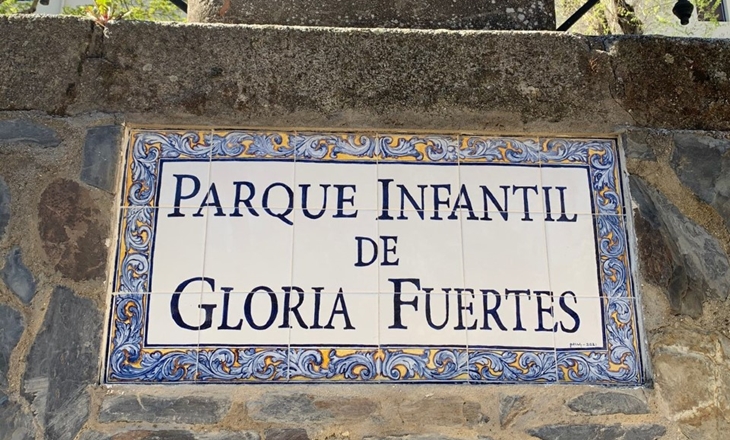 PARQUE INFANTIL
DE
GLORIA FUERTES